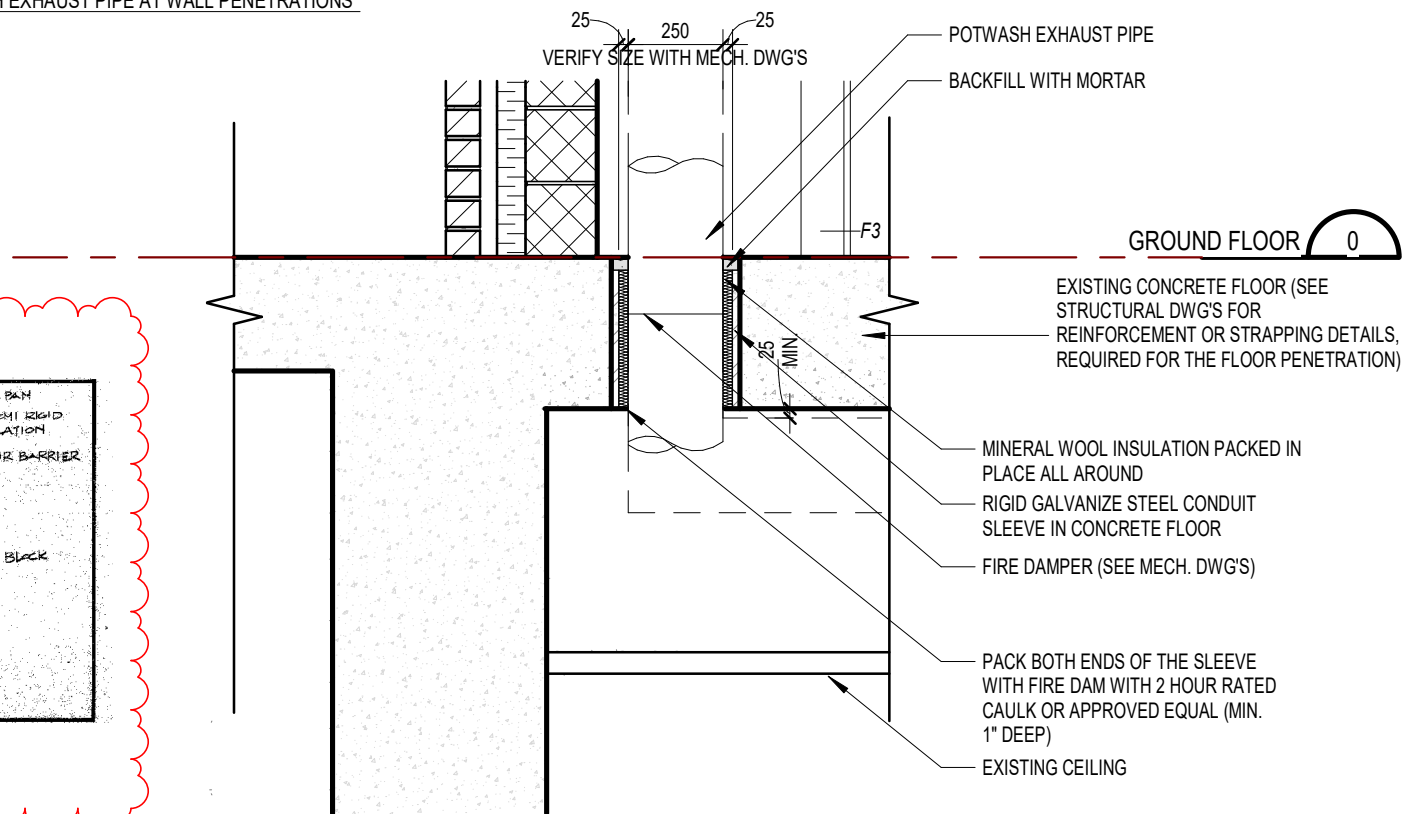 EXHAUST PIPE AT WALL PENETRATIONS
25
250
25
VERIFY SIZE WITH MECH. DWG'S
POTWASH EXHAUST PIPE
BACKFILL WITH MORTAR
F3
GROUND FLOOR
0
EXISTING CONCRETE FLOOR (SEE
STRUCTURAL DWG'S FOR
REINFORCEMENT OR STRAPPING DETAILS,
REQUIRED FOR THE FLOOR PENETRATION)
25
MIN.
PAN
RIGID
BARRIER
BLOCK
MINERAL WOOL INSULATION PACKED IN
PLACE ALL AROUND
RIGID GALVANIZE STEEL CONDUIT
SLEEVE IN CONCRETE FLOOR
FIRE DAMPER (SEE MECH. DWG'S)
PACK BOTH ENDS OF THE SLEEVE
WITH FIRE DAM WITH 2 HOUR RATED
CAULK OR APPROVED EQUAL (MIN.
1" DEEP)
EXISTING CEILING